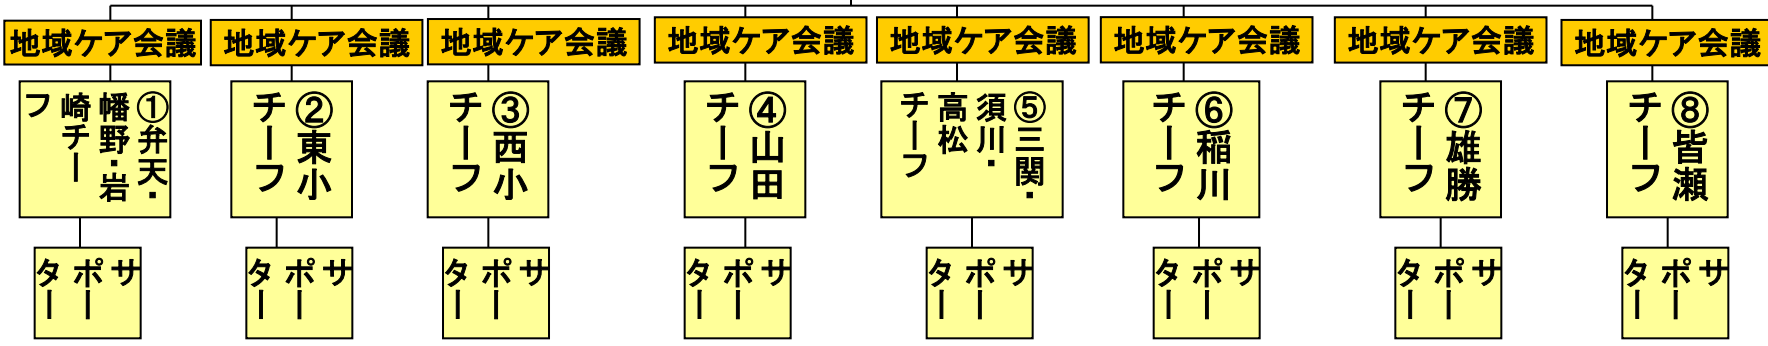 地域ケア会議
地域ケア会議
地域ケア会議
地域ケア会議
地域ケア会議
地域ケア会議
地域ケア会議
地域ケア会議
①弁天・
幡野・岩
崎チー
フ
②東小
チーフ
③西小
チーフ
④山田
チーフ
⑤三関・
須川・
高松
チーフ
⑥稲川
チーフ
⑦雄勝
チーフ
⑧皆瀬
チーフ
サ
ポー
ター
サ
ポー
ター
サ
ポー
ター
サ
ポー
ター
サ
ポー
ター
サ
ポー
ター
サ
ポー
ター
サ
ポー
ター